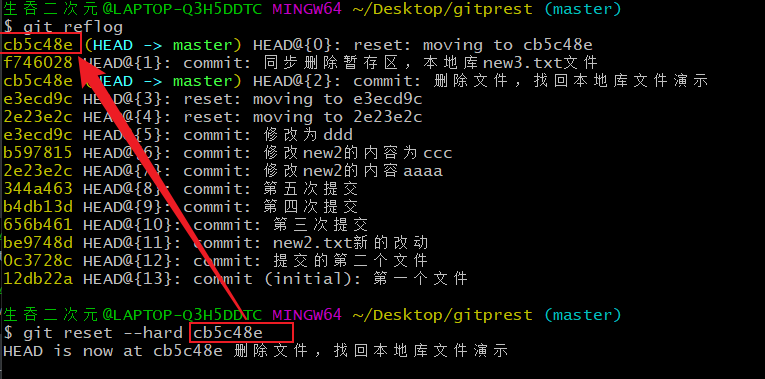 生吞二次元@LAPTOP-Q3H5DDTC MINGW64 ~/Desktop/gitprest (master)
$ git reflog
cb5c48e (HEAD -> master) HEAD@{0}: reset: moving to cb5c48e
f746028 HEAD@{1}: commit: 同步删除暂存区，本地库new3.txt文件
cb5c48e (HEAD -> master) HEAD@{2}: commit: 删除文件，找回本地库文件演示
e3ecd9c HEAD@{3}: reset: moving to e3ecd9c
2e23e2c HEAD@{4}: reset: moving to 2e23e2c
e3ecd9c HEAD@{5}: commit: 修改为ddd
b597815 HEAD@{6}: commit: 修改new2的内容为ccc
2e23e2c HEAD@{7}: commit: 修改new2的内容aaaa
344a463 HEAD@{8}: commit: 第五次提交
b4db13d HEAD@{9}: commit: 第四次提交
656b461 HEAD@{10}: commit: 第三次提交
be9748d HEAD@{11}: commit: new2.txt新的改动
0c3728c HEAD@{12}: commit: 提交的第二个文件
12db22a HEAD@{13}: commit (initial): 第一个文件
生吞二次元@LAPTOP-Q3H5DDTC MINGW64 ~/Desktop/gitprest (master)
$ git reset --hard cb5c48e
HEAD is now at cb5c48e 删除文件，找回本地库文件演示